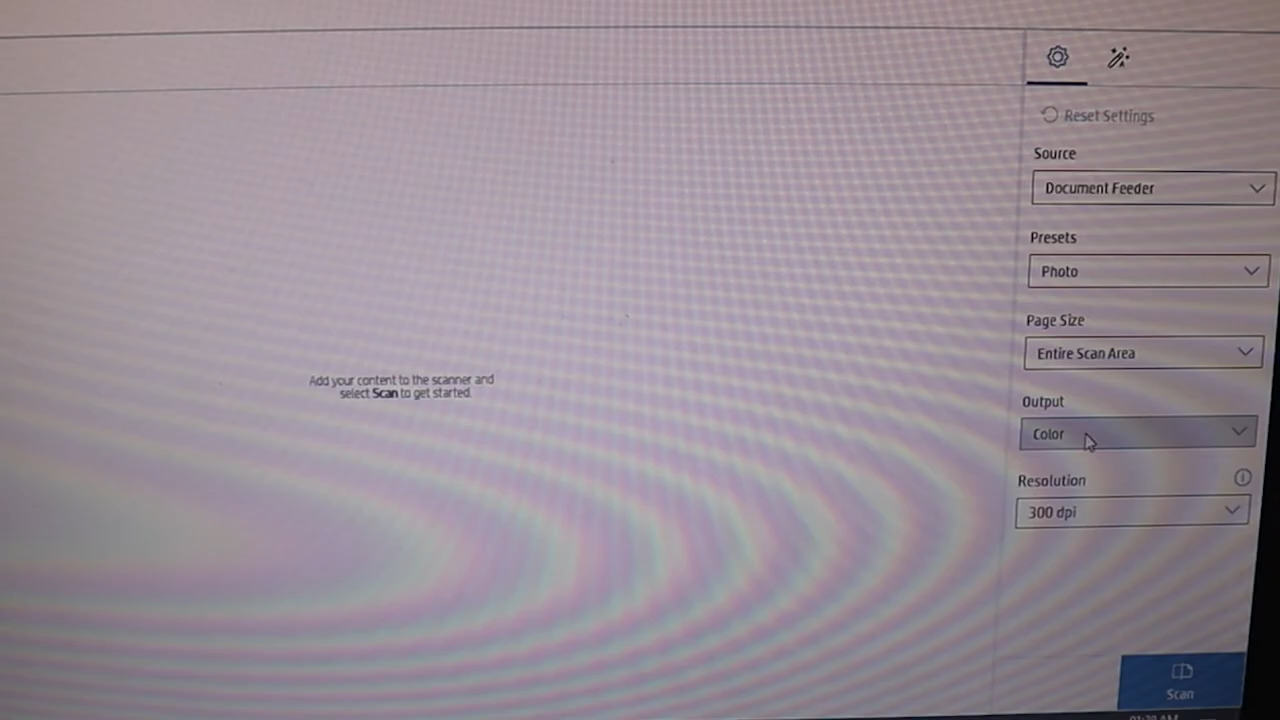 Reset Settings
Source
Document Feeder
Presets
Photo
Page Size
Entire Scan Area
Add your content to the scanner and
select Scan to get started.
Output
Color
Resolution
300 dpi
Scan